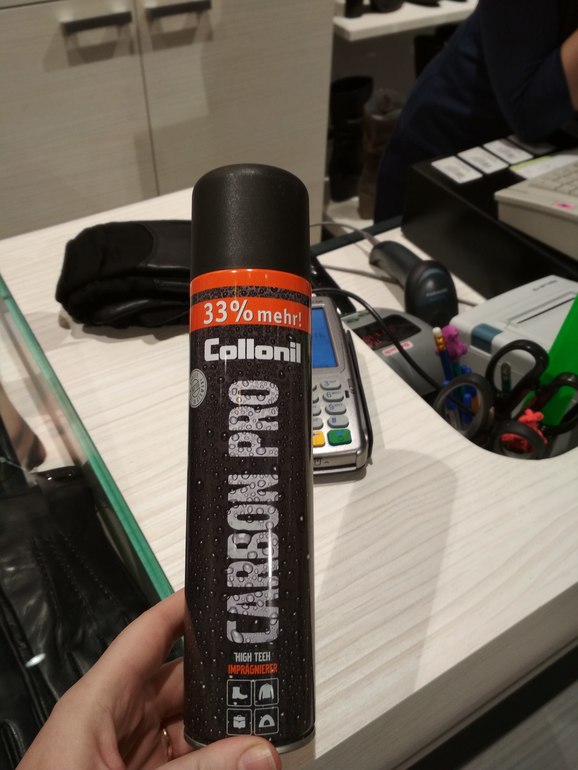 33% mehr!
Collonil
CARBON PRO
HIGH TECH
IMPRÄGNIERER